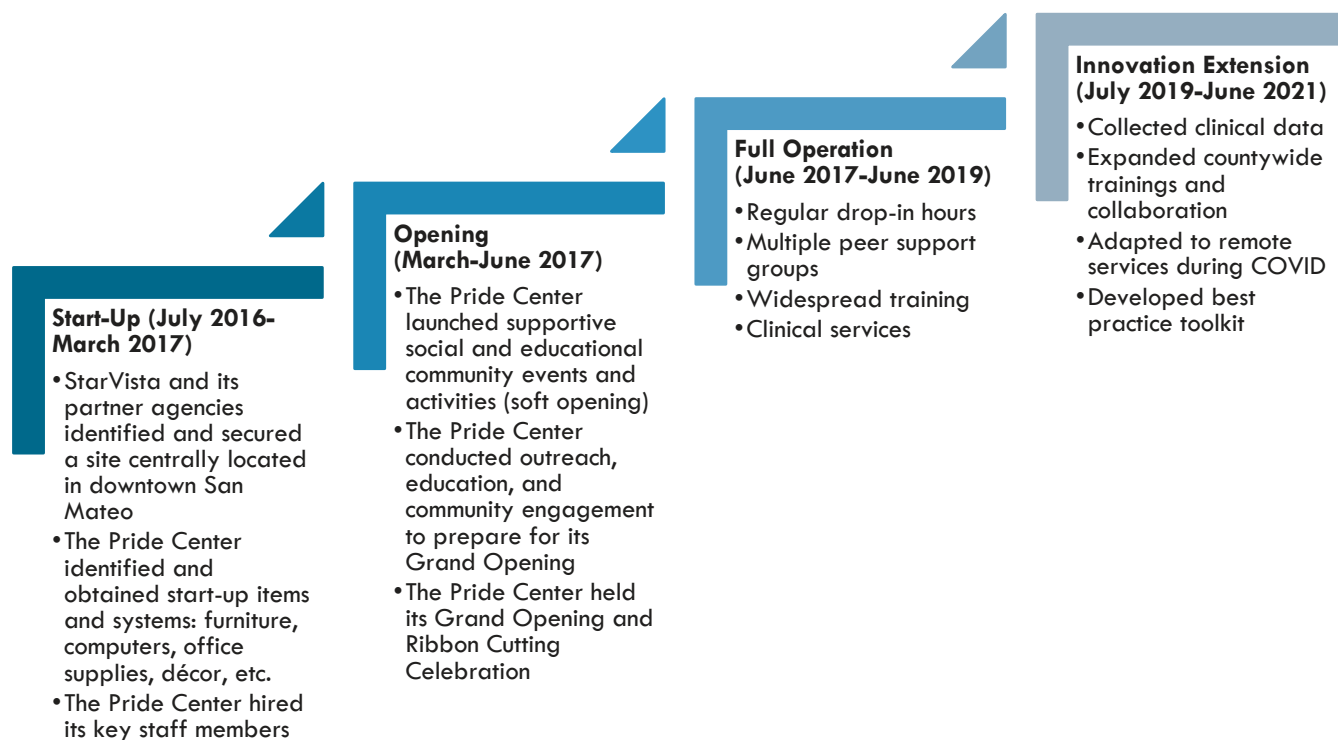 Start-Up (July 2016-
March 2017)
•StarVista and its
partner agencies
identified and secured
a site centrally located
in downtown San
Mateo
•The Pride Center
identified and
obtained start-up items
and systems: furniture,
computers, office
supplies, décor, etc.
•The Pride Center hired
its key staff members
Opening
(March-June 2017)
•The Pride Center
launched supportive
social and educational
community events and
activities (soft opening)
•The Pride Center
conducted outreach,
education, and
community engagement
to prepare for its
Grand Opening
•The Pride Center held
its Grand Opening and
Ribbon Cutting
Celebration
Full Operation
(June 2017-June 2019)
•Regular drop-in hours
•Multiple peer support
groups
•Widespread training
•Clinical services
Innovation Extension
(July 2019-June 2021)
•Collected clinical data
•Expanded countywide
trainings and
collaboration
•Adapted to remote
services during COVID
•Developed best
practice toolkit